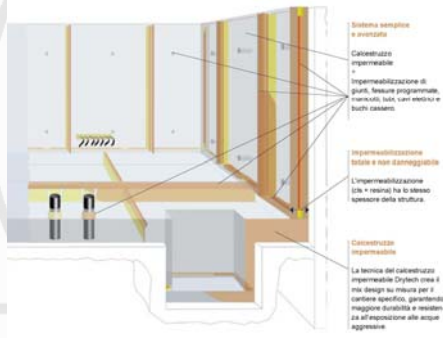 Sistema semplice
e avanzata
Calcestruzzo
impermeabile
+
Impermeabilizzazione di
giunti, fessure programmate,
manicotti, tubi, cavi elettrici e
buchi cassero.
Impermeabilizzazione
totale e non danneggiabile
L'impermeabilizzazione
(cls + resina) ha lo stesso
spessore della struttura.
Calcestruzzo
impermeabile
La tecnica del calcestruzzo
impermeabile Drytech crea il
mix design su misura per il
cantiere specifico, garantendo
maggiore durabilità e resisten-
za all'esposizione alle acque
aggressive.